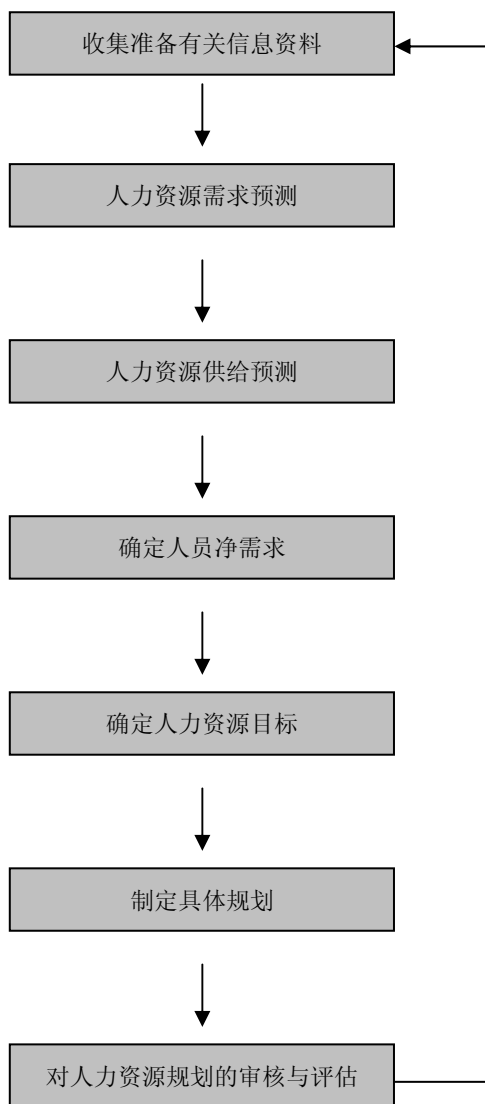 收集准备有关信息资料
人力资源需求预测
人力资源供给预测
确定人员净需求
确定人力资源目标
制定具体规划
对人力资源规划的审核与评估